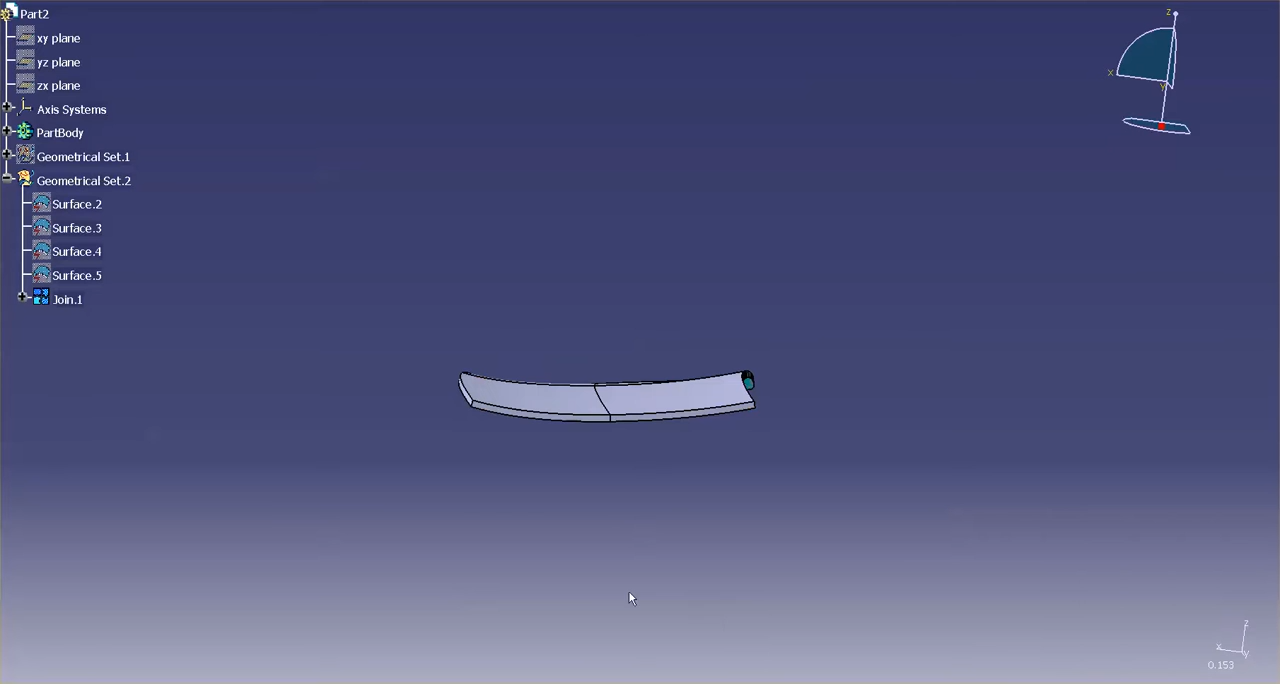 Part2
xy plane
yz plane
zx plane
Axis Systems
PartBody
Geometrical Set.1
Geometrical Set.2
Surface.2
Surface.3
Surface.4
Surface.5
Join.1
z
x
y
z
x
y
0.153